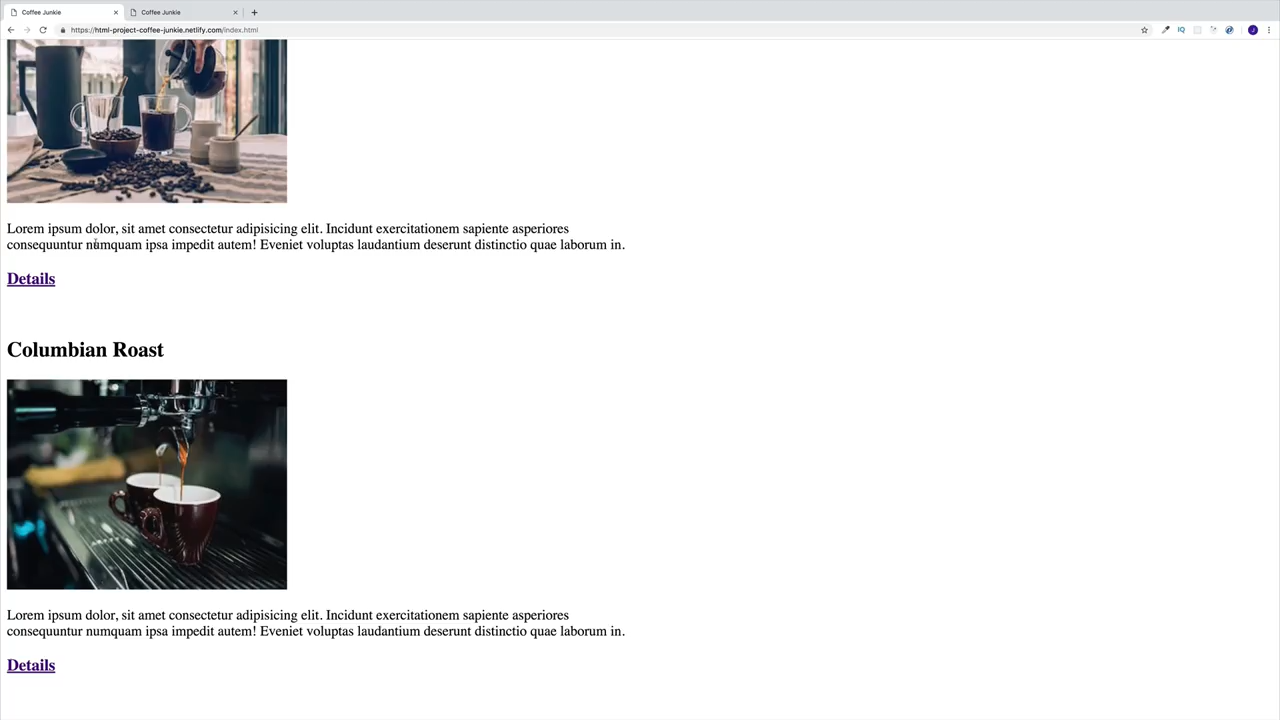 Coffee Junkie
Coffee Junkie
https://html-project-coffee-junkie.netlify.com/index.html
IQ
J
Lorem ipsum dolor, sit amet consectetur adipisicing elit. Incidunt exercitationem sapiente asperiores
consequuntur numquam ipsa impedit autem! Eveniet voluptas laudantium deserunt distinctio quae laborum in.
Details
Columbian Roast
Lorem ipsum dolor, sit amet consectetur adipisicing elit. Incidunt exercitationem sapiente asperiores
consequuntur numquam ipsa impedit autem! Eveniet voluptas laudantium deserunt distinctio quae laborum in.
Details